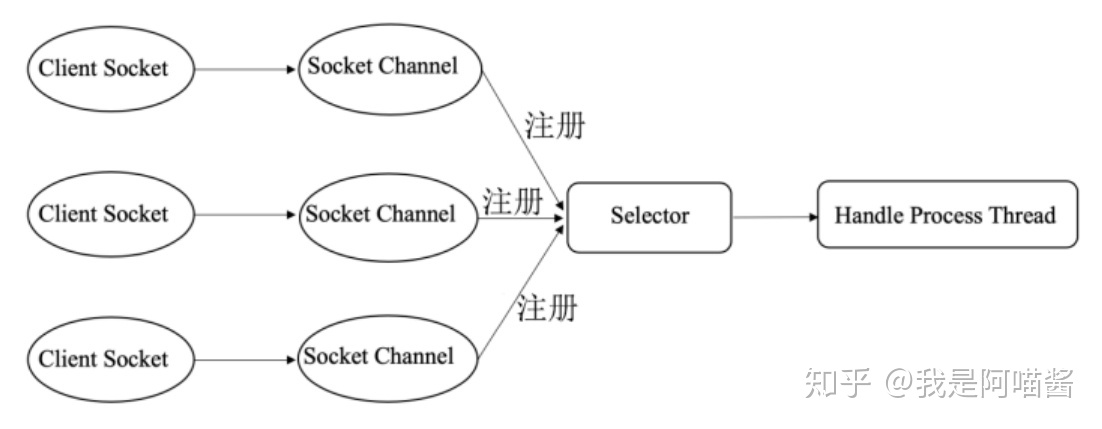 Client Socket
Socket Channel
注册
Client Socket
Socket Channel
注册
Selector
Handle Process Thread
注册
Client Socket
Socket Channel
知乎 @我是阿喵酱